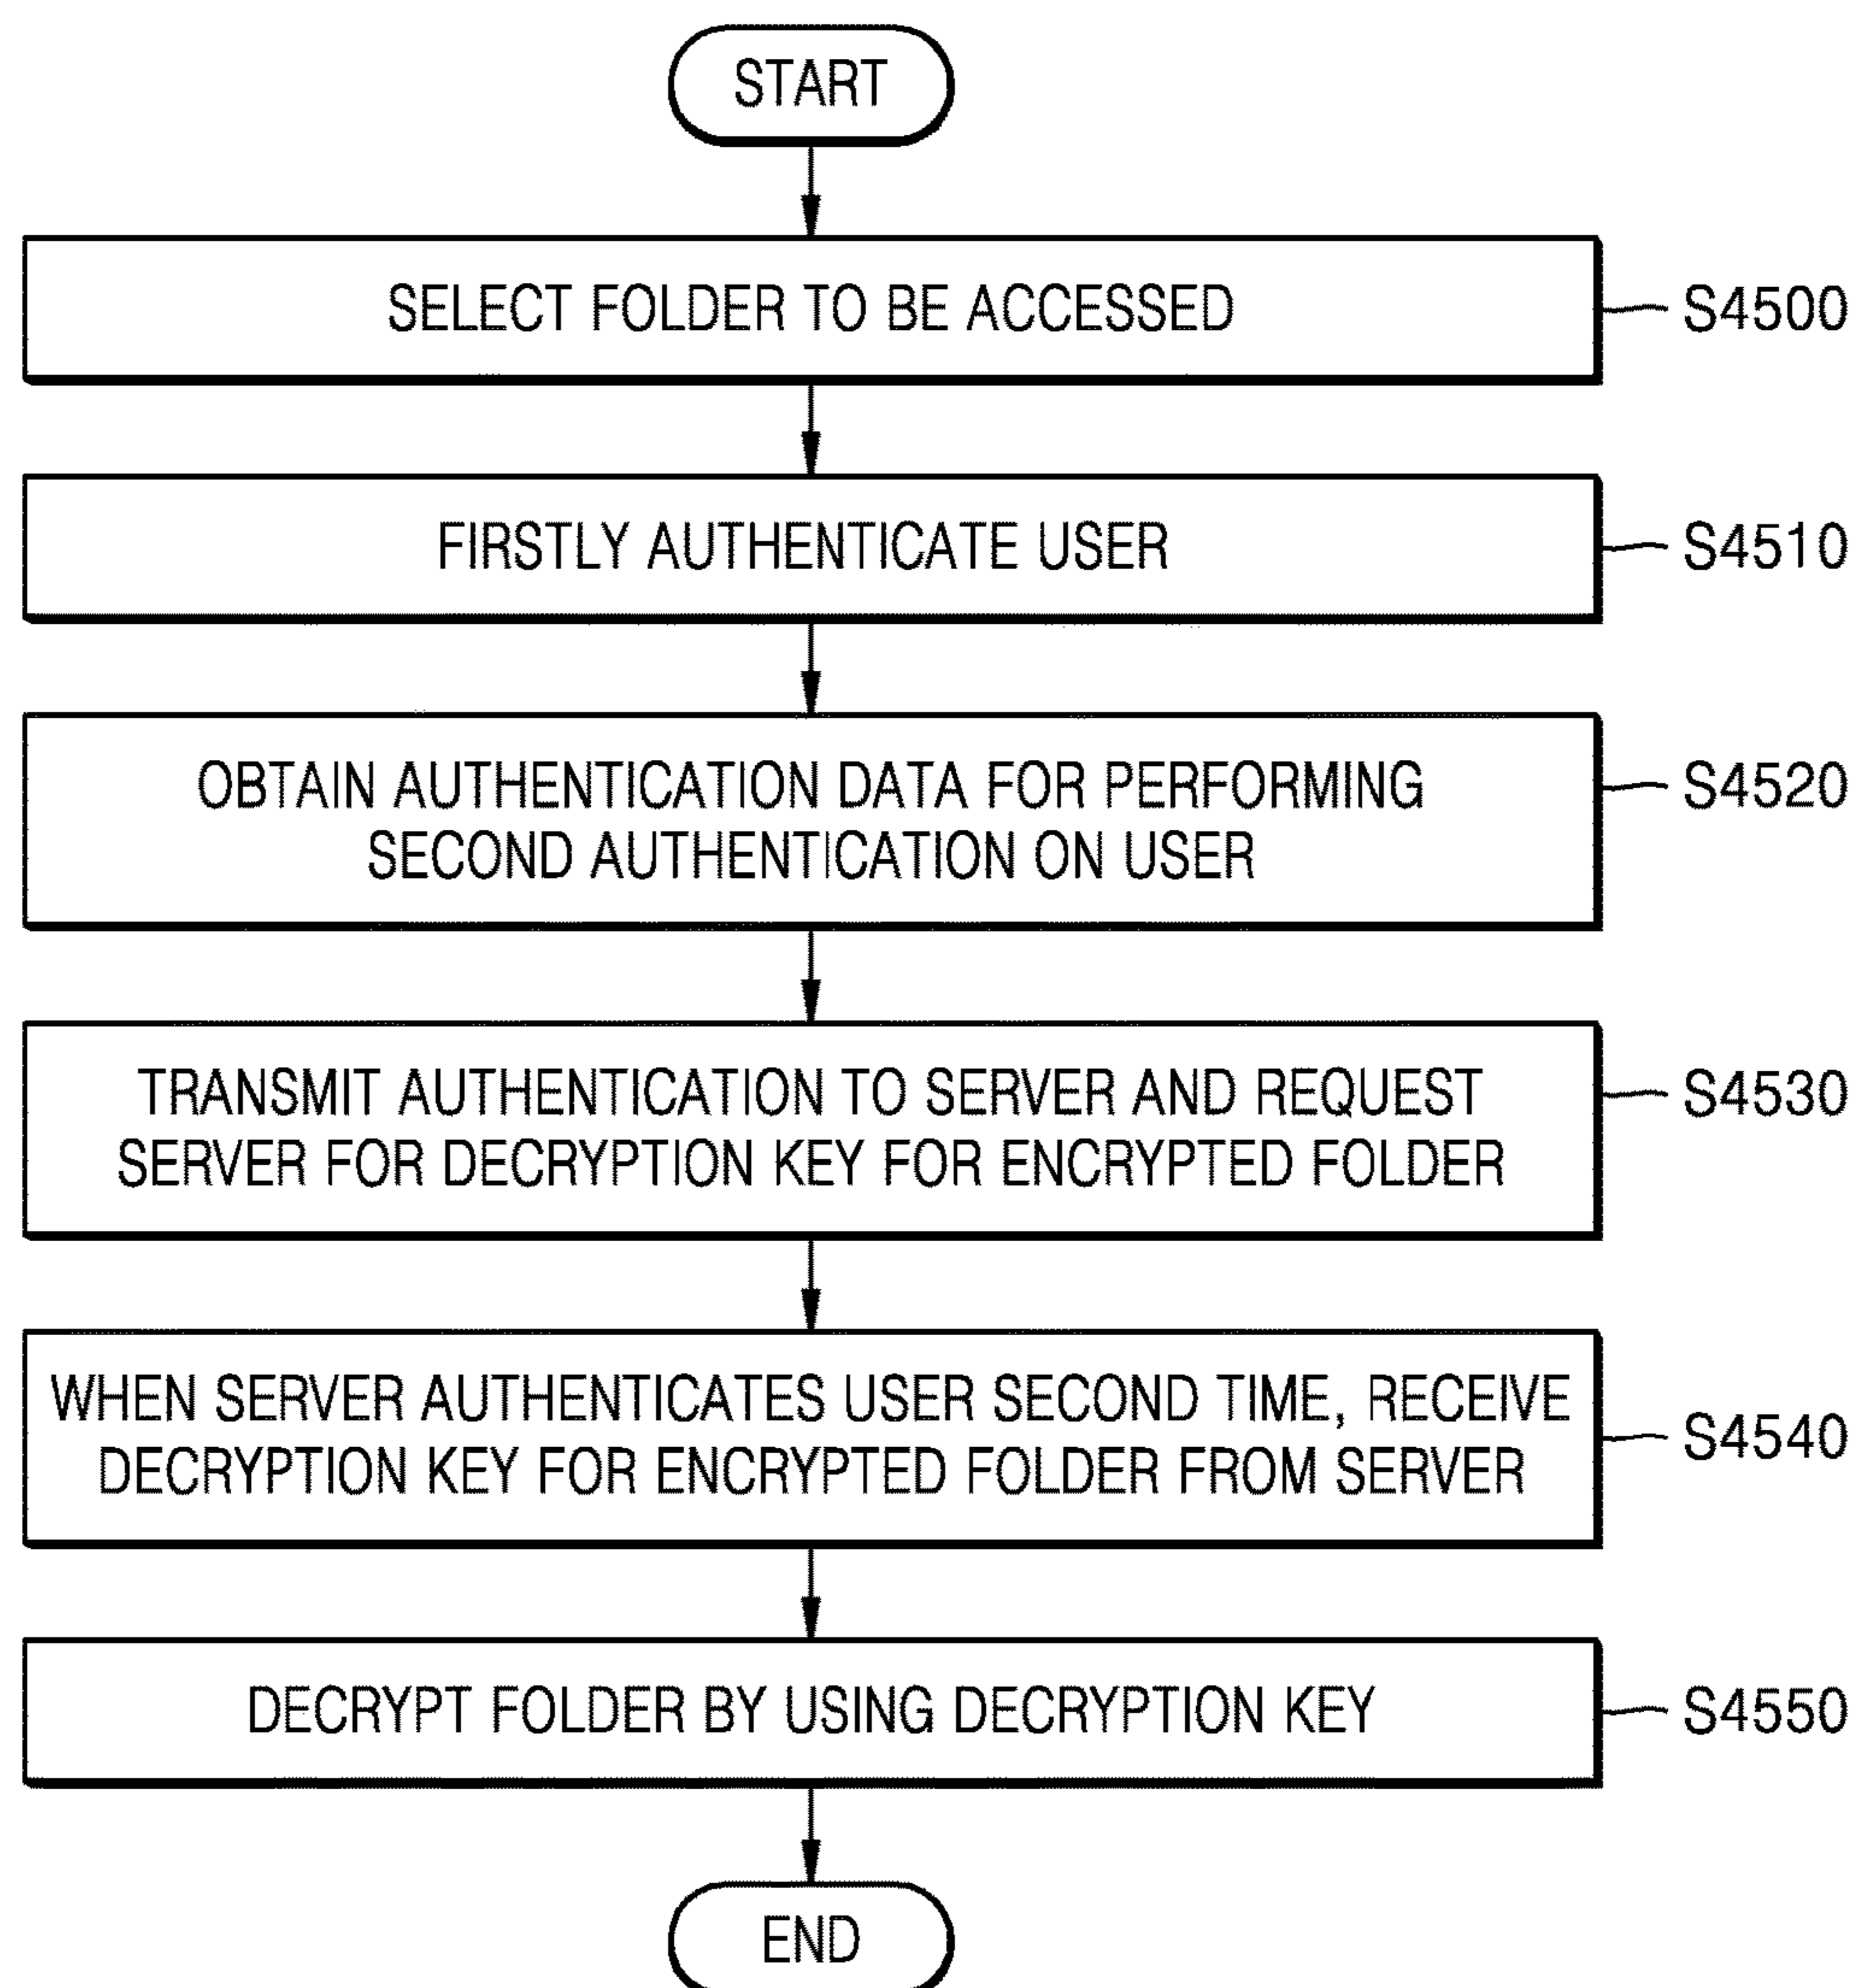 START
SELECT FOLDER TO BE ACCESSED
S4500
FIRSTLY AUTHENTICATE USER
S4510
OBTAIN AUTHENTICATION DATA FOR PERFORMING
SECOND AUTHENTICATION ON USER
S4520
TRANSMIT AUTHENTICATION TO SERVER AND REQUEST
SERVER FOR DECRYPTION KEY FOR ENCRYPTED FOLDER
S4530
WHEN SERVER AUTHENTICATES USER SECOND TIME, RECEIVE
DECRYPTION KEY FOR ENCRYPTED FOLDER FROM SERVER
S4540
DECRYPT FOLDER BY USING DECRYPTION KEY
S4550
END